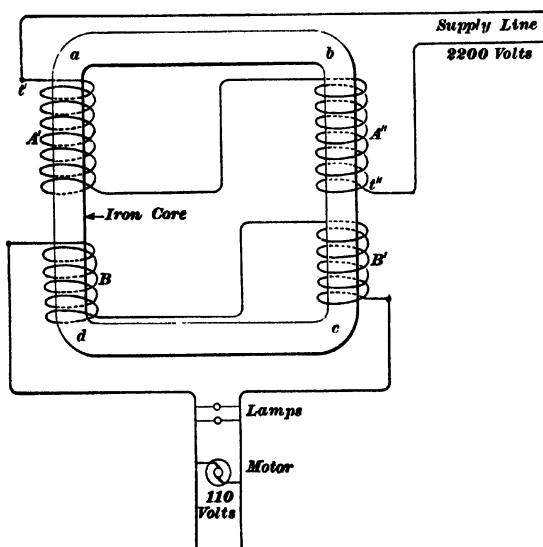 Supply Line
2200 Volts
a
b
t'
A'
A"
t"
Iron Core
B
B'
d
c
Lamps
Motor
110
Volts